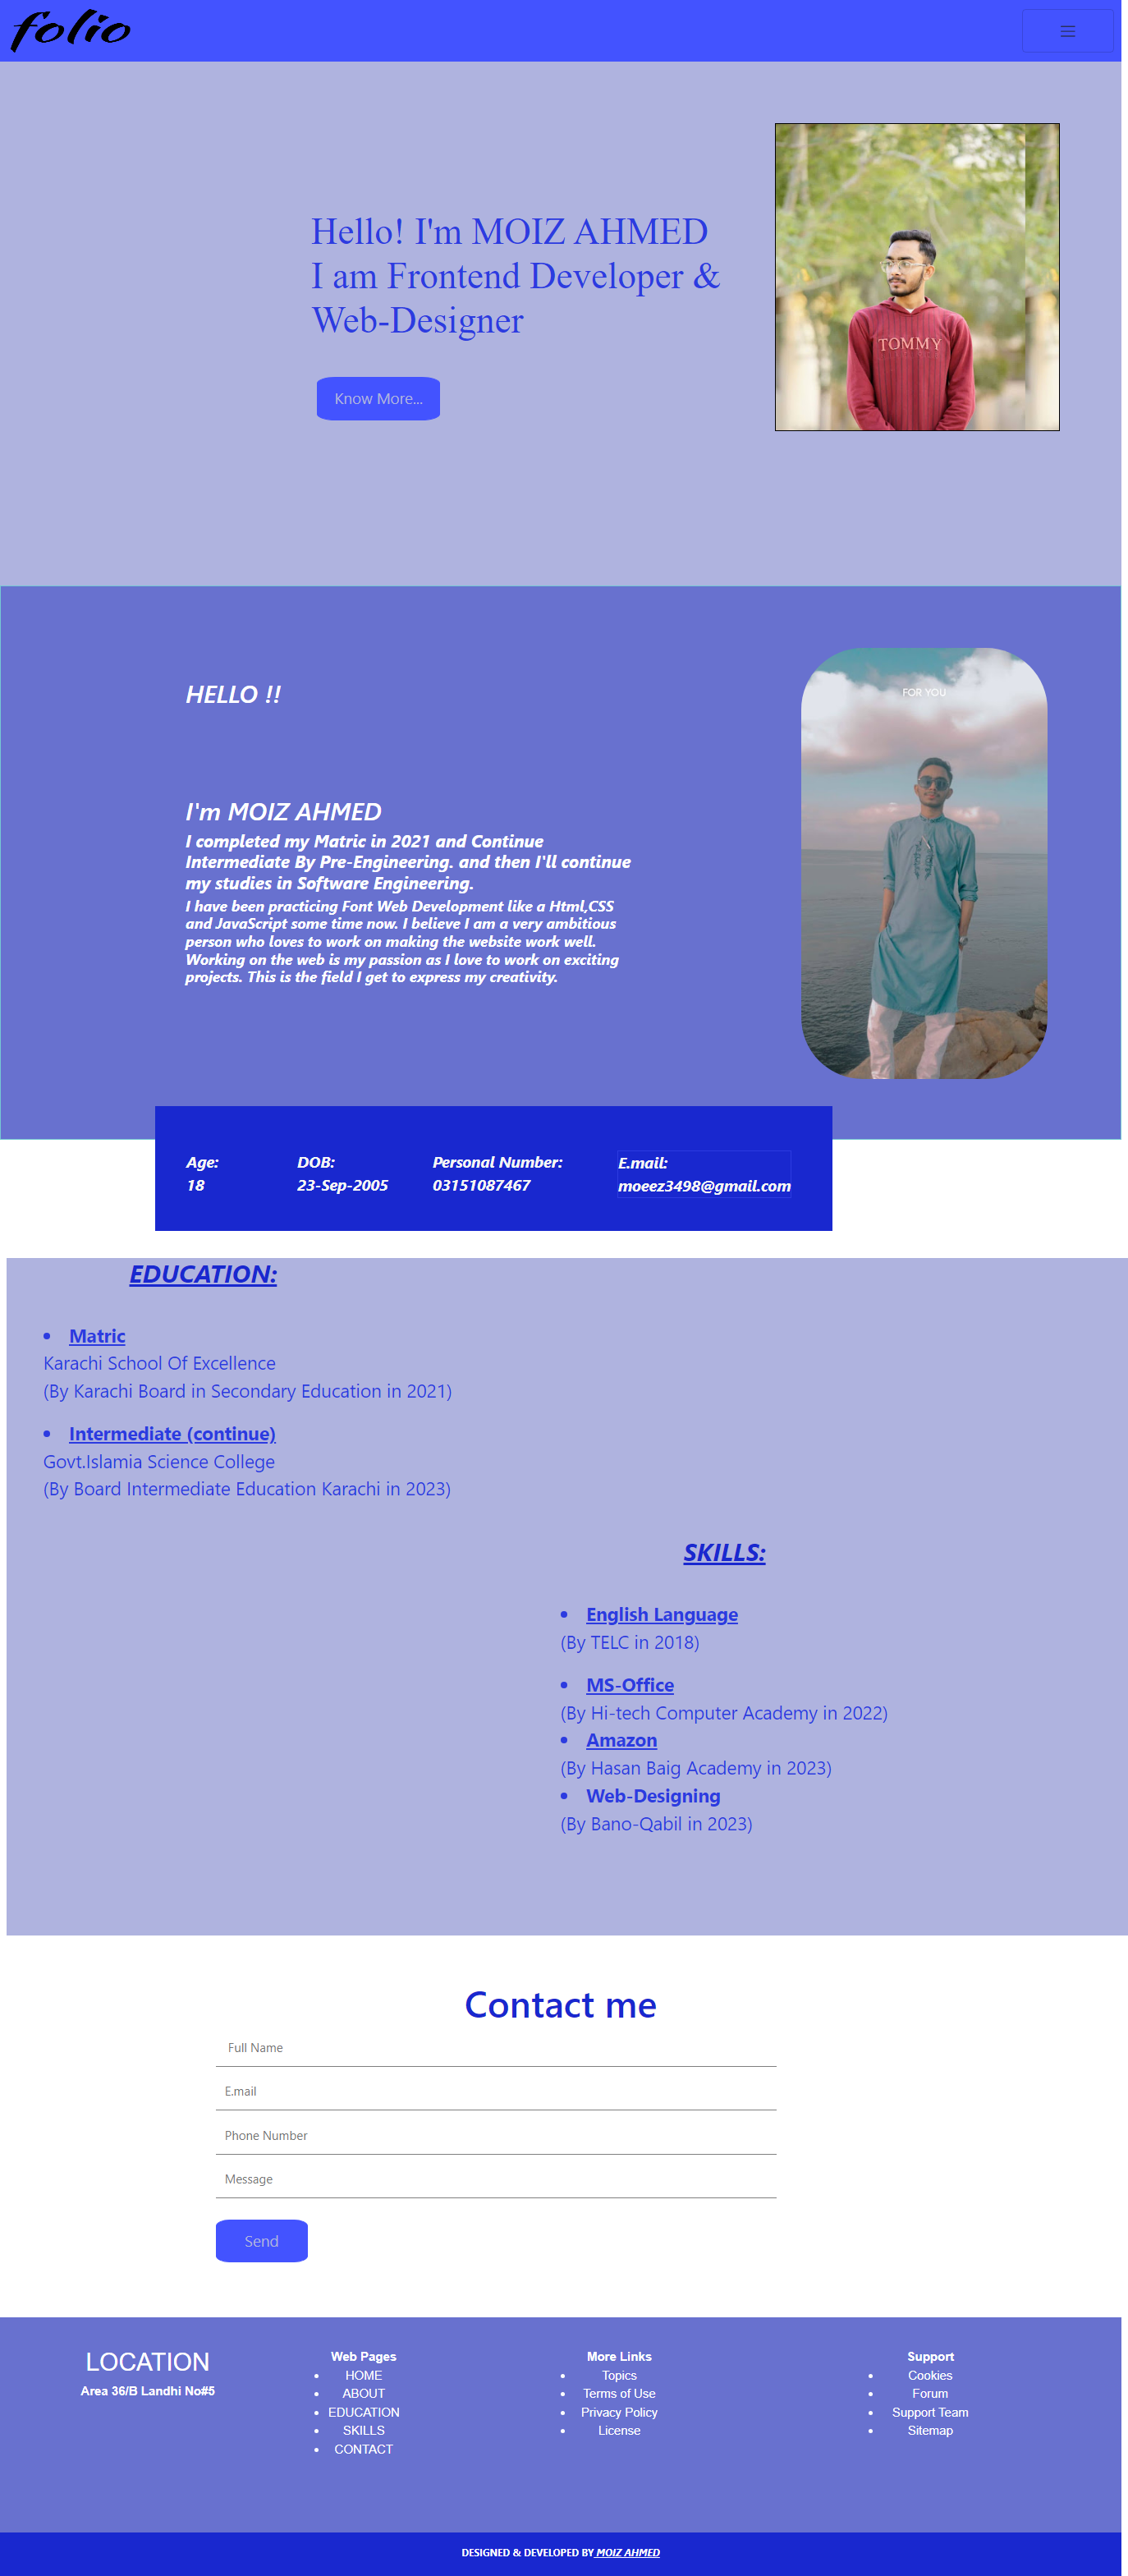 folio
Hello! I'm MOIZ AHMED
I am Frontend Developer &
Web-Designer
TOMMY
Know More...
HELLO !!
FOR YOU
I'm MOIZ AHMED
I completed my Matric in 2021 and Continue
Intermediate By Pre-Engineering. and then I'll continue
my studies in Software Engineering.
I have been practicing Font Web Development like a Html,CSS
and JavaScript some time now. I believe I am a very ambitious
person who loves to work on making the website work well.
Working on the web is my passion as I love to work on exciting
projects. This is the field I get to express my creativity.
Age: DOB: Personal Number: E.mail:
18 23-Sep-2005 03151087467 moeez3498@gmail.com
EDUCATION:
• Matric
Karachi School Of Excellence
(By Karachi Board in Secondary Education in 2021)
• Intermediate (continue)
Govt.Islamia Science College
(By Board Intermediate Education Karachi in 2023)
SKILLS:
• English Language
(By TELC in 2018)
• MS-Office
(By Hi-tech Computer Academy in 2022)
• Amazon
(By Hasan Baig Academy in 2023)
• Web-Designing
(By Bano-Qabil in 2023)
Contact me
Full Name
E.mail
Phone Number
Message
Send
LOCATION
Area 36/B Landhi No#5
Web Pages
• HOME
• ABOUT
• EDUCATION
• SKILLS
• CONTACT
More Links
• Topics
• Terms of Use
• Privacy Policy
• License
Support
• Cookies
• Forum
• Support Team
• Sitemap
DESIGNED & DEVELOPED BY MOIZ AHMED